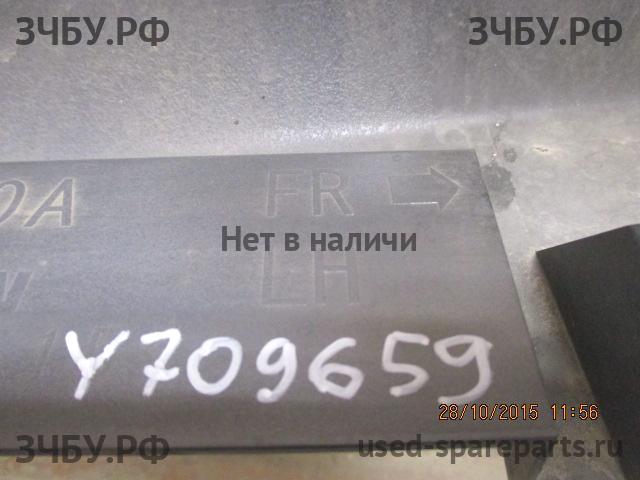 ЗЧБУ.РФ ЗЧБУ.РФ
FR
Нет в наличи
LH
Y709659
28/10/2015 11:56
ЗЧБУ.РФ used-spareparts.ru